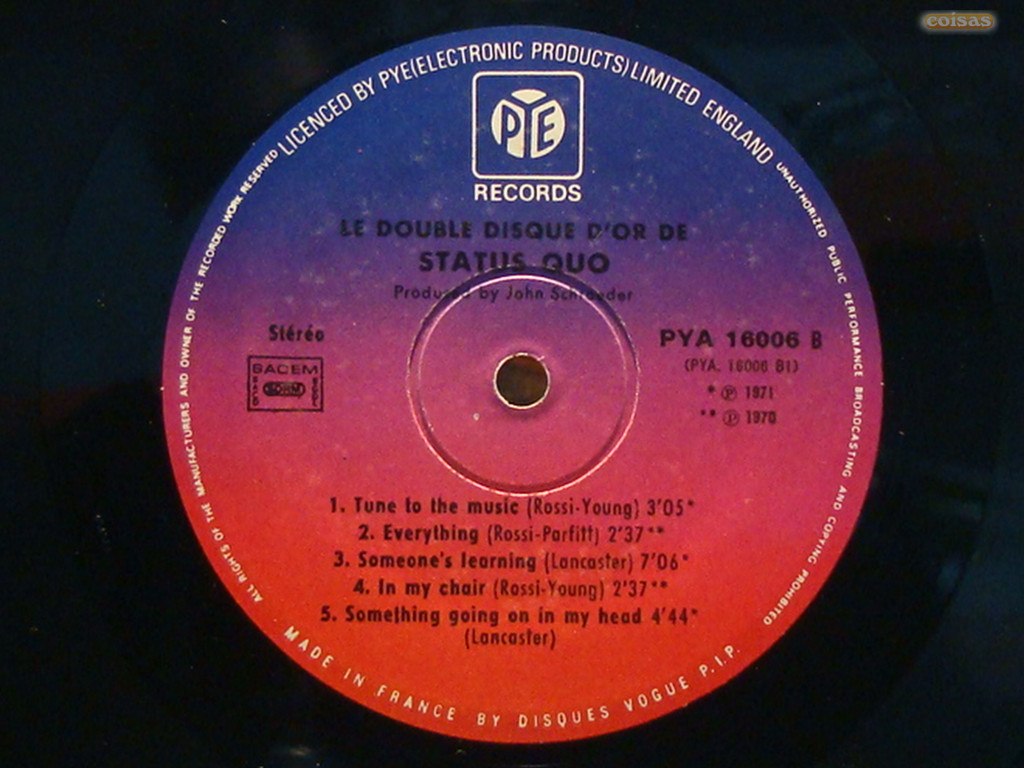 coisas
LICENCED BY PYE(ELECTRONIC PRODUCTS)LIMITED ENGLAND
UNAUTHORIZED PUBLIC PERFORMANCE BROADCASTING AND COPYING PROHIBITED
ALL RIGHTS OF THE MANUFACTURERS AND OWNER OF THE RECORDED WORK RESERVED
PYE
RECORDS
LE DOUBLE DISQUE D'OR DE
STATUS QUO
Produced by John Schroeder
Stéréo
PYA 16006 B
(PYA. 16006 B1)
* ℗ 1971
** ℗ 1970
SACEM
1. Tune to the music (Rossi-Young) 3'05*
2. Everything (Rossi-Parfitt) 2'37**
3. Someone's learning (Lancaster) 7'06*
4. In my chair (Rossi-Young) 2'37**
5. Something going on in my head 4'44*
(Lancaster)
MADE IN FRANCE BY DISQUES VOGUE P.I.P.